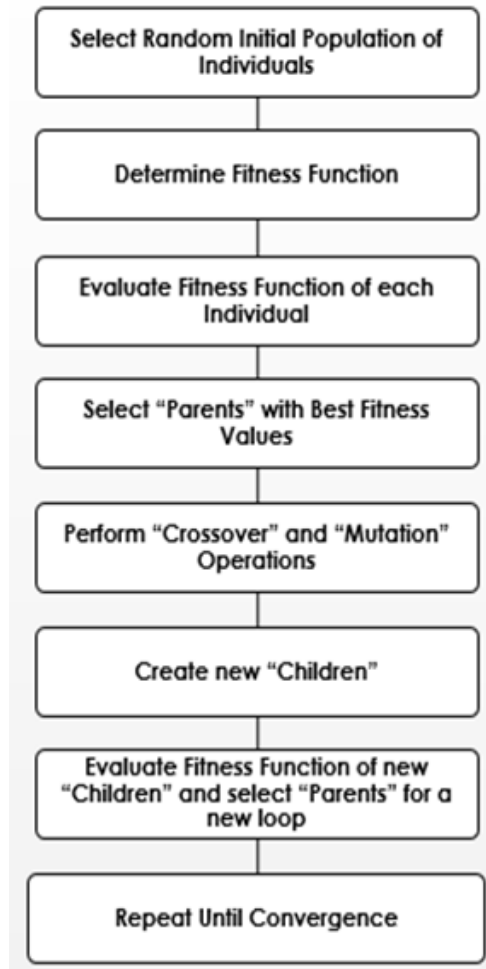 Select Random Initial Population of
Individuals
Determine Fitness Function
Evaluate Fitness Function of each
Individual
Select “Parents” with Best Fitness
Values
Perform “Crossover” and “Mutation”
Operations
Create new “Children”
Evaluate Fitness Function of new
“Children” and select “Parents” for a
new loop
Repeat Until Convergence